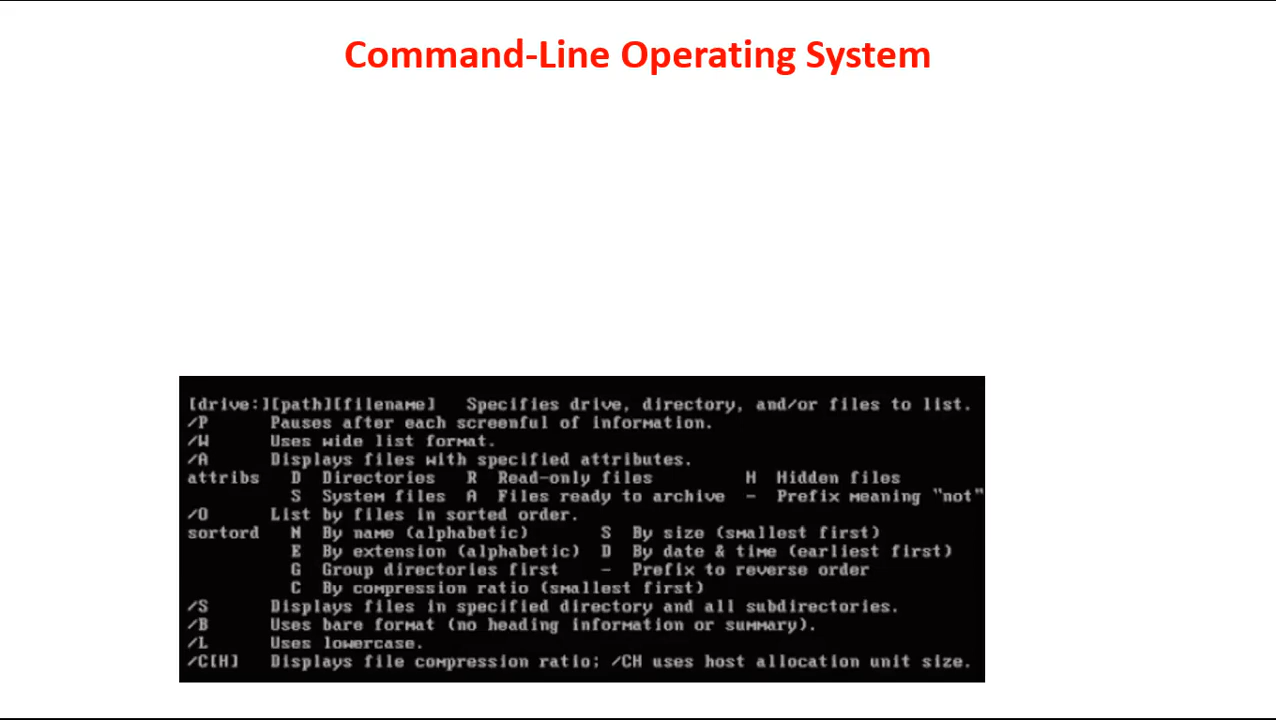 Command-Line Operating System
[drive:][path][filename] Specifies drive, directory, and/or files to list.
/P Pauses after each screenful of information.
/W Uses wide list format.
/A Displays files with specified attributes.
attribs D Directories R Read-only files H Hidden files
S System files A Files ready to archive - Prefix meaning "not"
/O List by files in sorted order.
sortord N By name (alphabetic) S By size (smallest first)
E By extension (alphabetic) D By date & time (earliest first)
G Group directories first - Prefix to reverse order
C By compression ratio (smallest first)
/S Displays files in specified directory and all subdirectories.
/B Uses bare format (no heading information or summary).
/L Uses lowercase.
/C[H] Displays file compression ratio; /CH uses host allocation unit size.